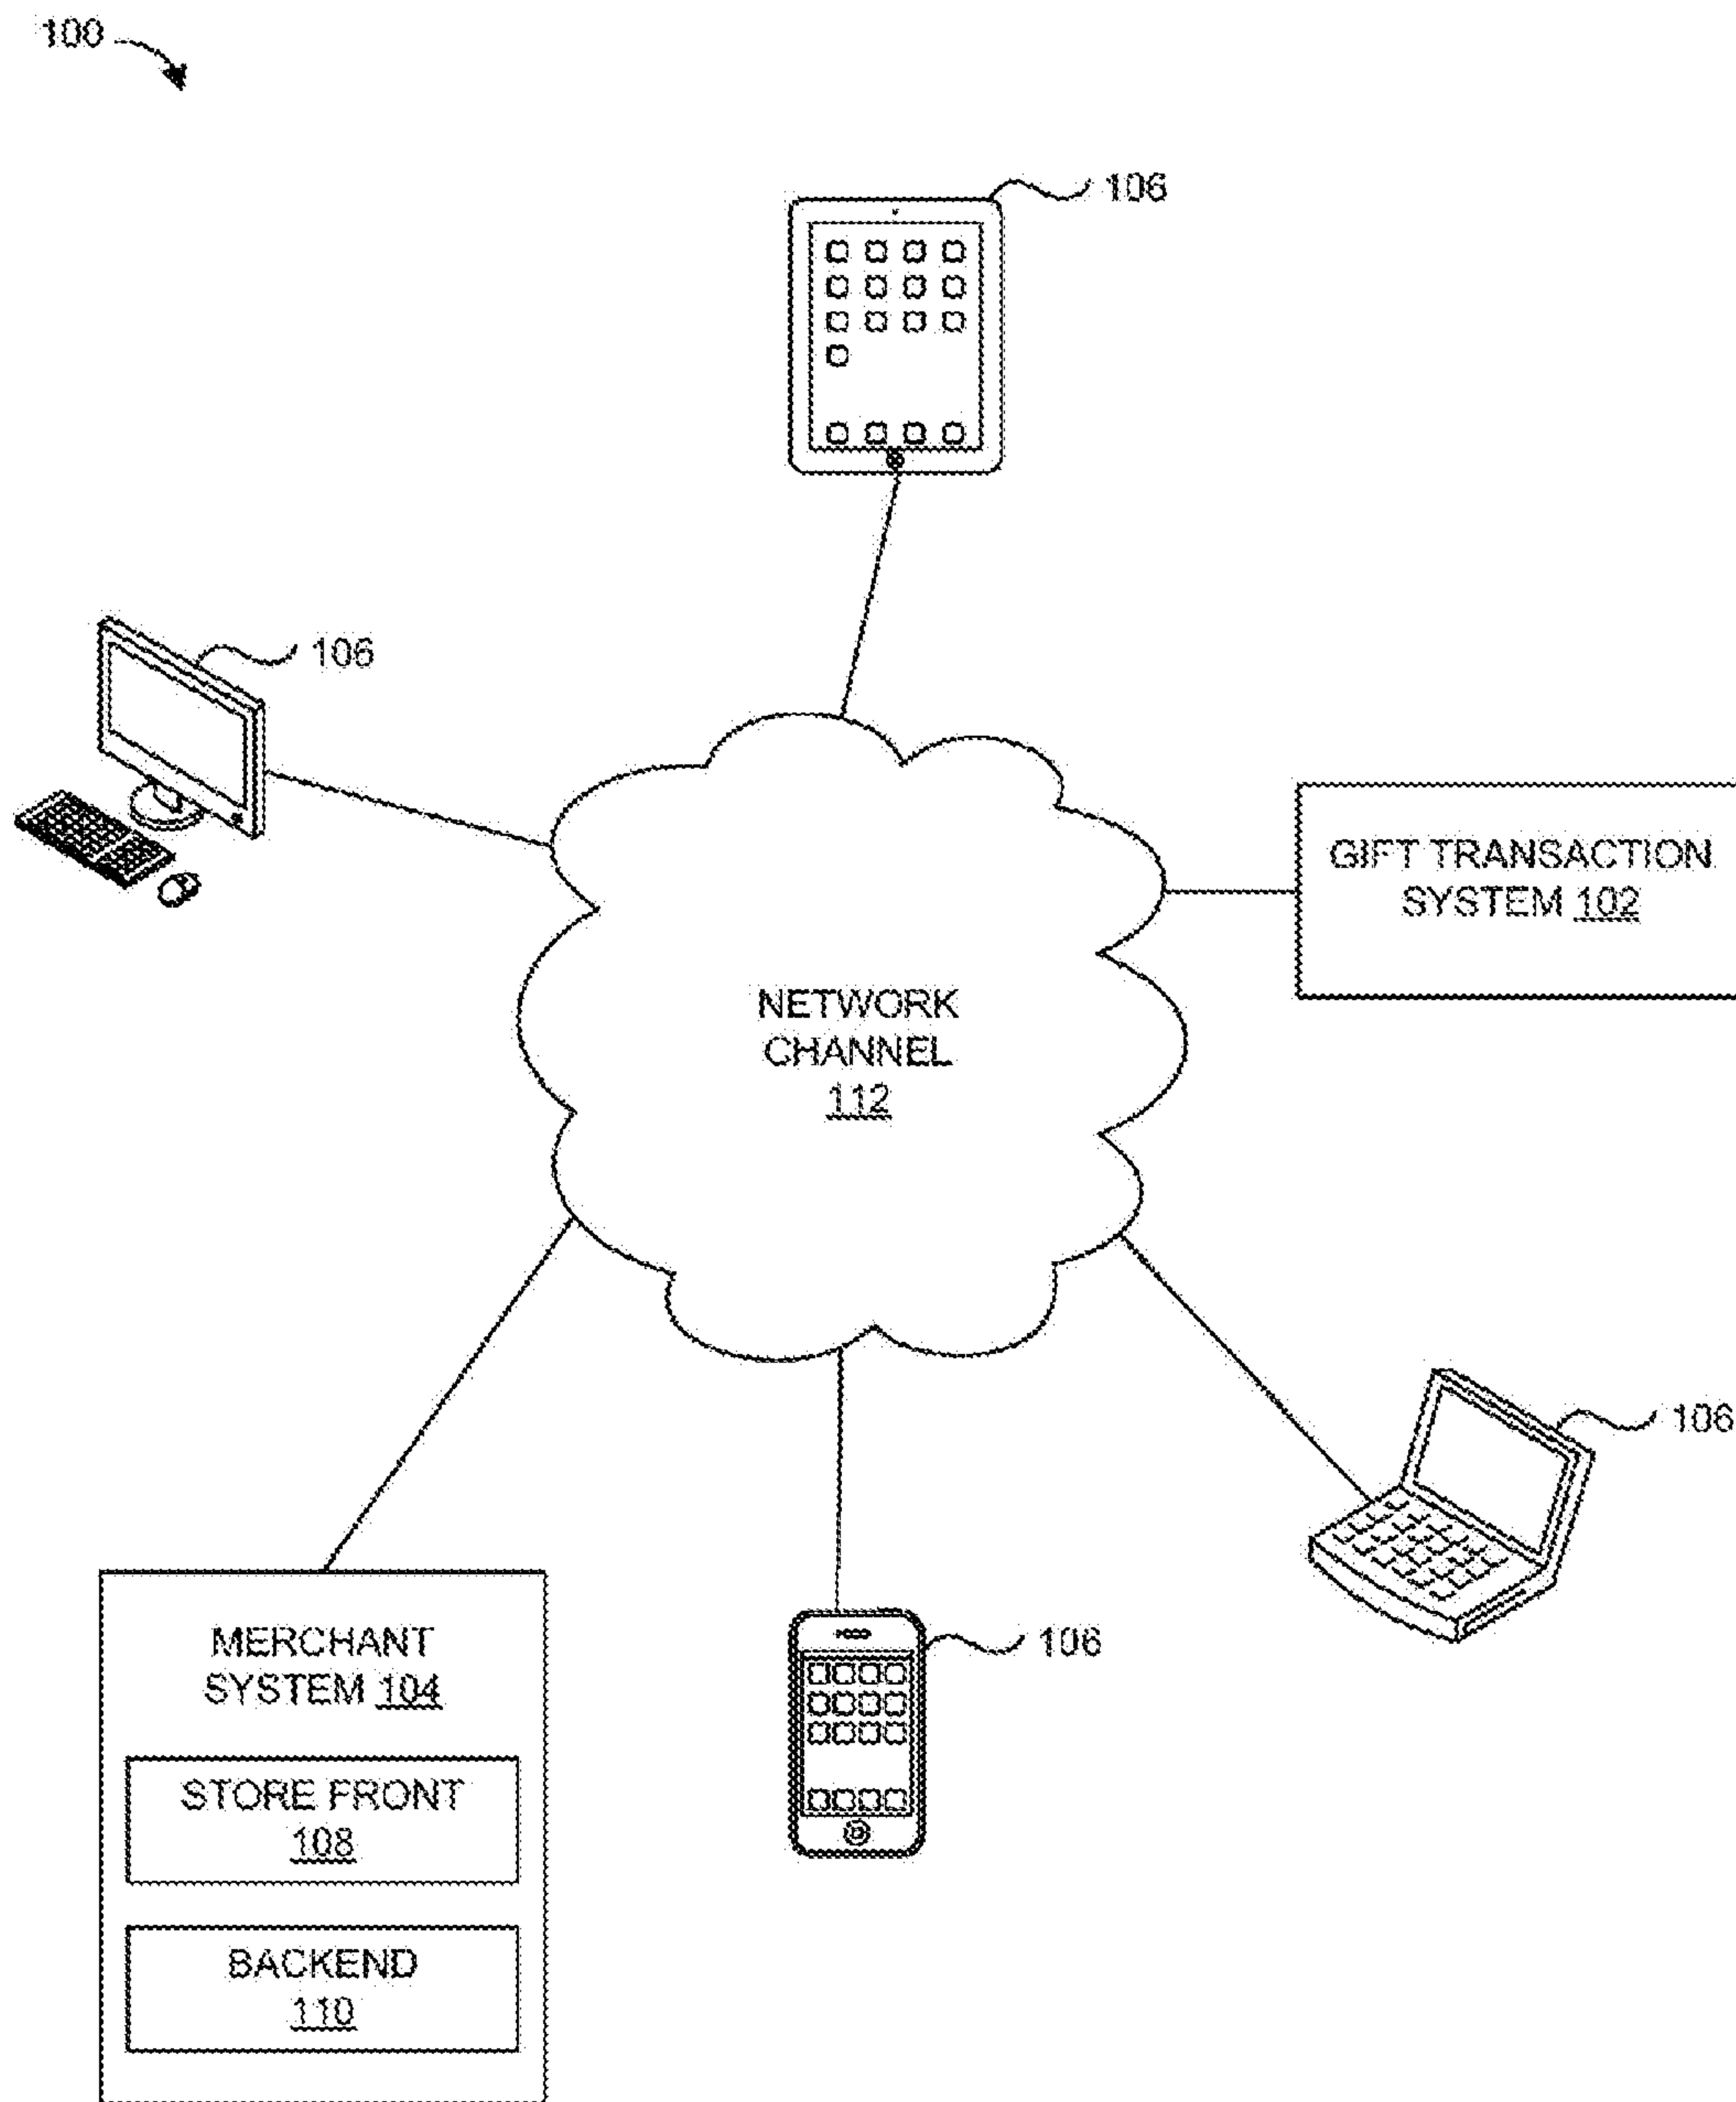 100
106
106
GIFT TRANSACTION
SYSTEM 102
NETWORK
CHANNEL
112
106
MERCHANT
SYSTEM 104
106
STORE FRONT
108
BACKEND
110